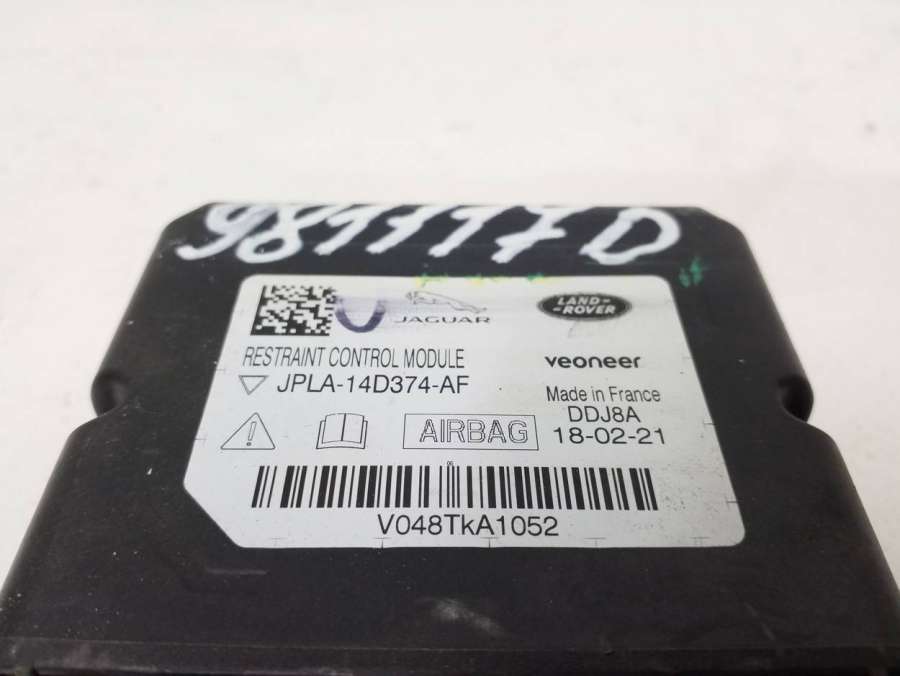 981117D
JAGUAR
LAND-
-ROVER
RESTRAINT CONTROL MODULE
veoneer
JPLA-14D374-AF
Made in France
DDJ8A
AIRBAG
18-02-21
V048TkA1052